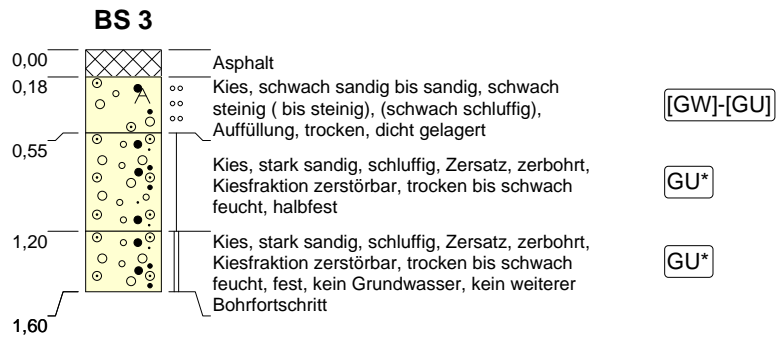 BS 3
0,00
Asphalt
0.18
Kies, schwach sandig bis sandig, schwach
steinig ( bis steinig), (schwach schluffig),
Auffüllung, trocken, dicht gelagert
[GW]-[GU]
A
0,55
Kies, stark sandig, schluffig, Zersatz, zerbohrt,
Kiesfraktion zerstörbar, trocken bis schwach
feucht, halbfest
GU*
1,20
Kies, stark sandig, schluffig, Zersatz, zerbohrt,
Kiesfraktion zerstörbar, trocken bis schwach
feucht, fest, kein Grundwasser, kein weiterer
Bohrfortschritt
GU*
1,60